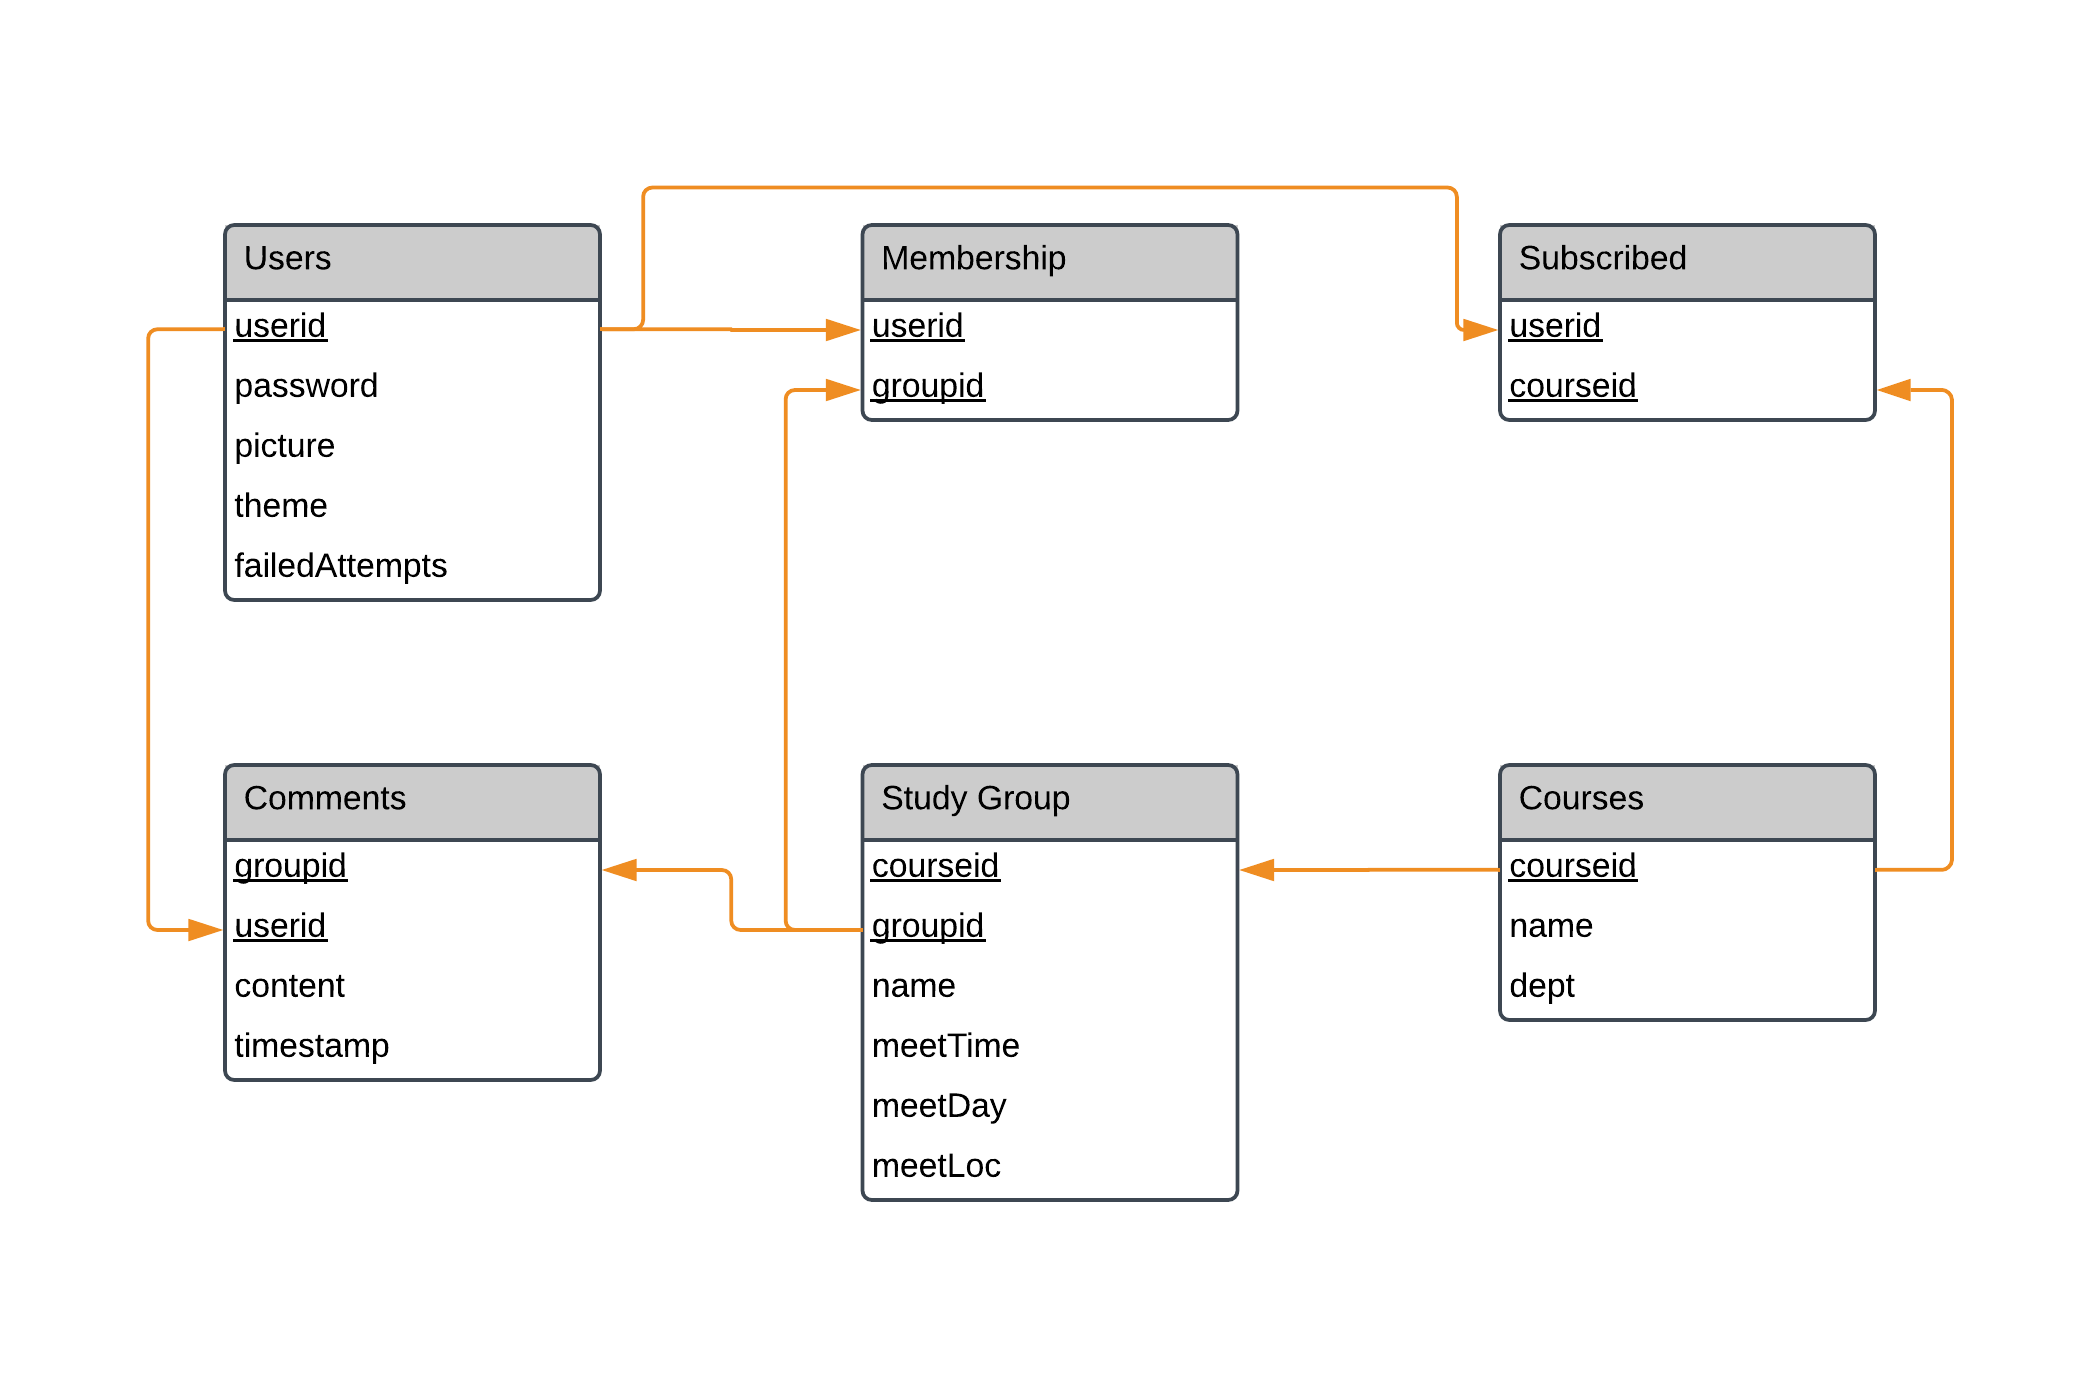 Users
userid
password
picture
theme
failedAttempts
Membership
userid
groupid
Subscribed
userid
courseid
Comments
groupid
userid
content
timestamp
Study Group
courseid
groupid
name
meetTime
meetDay
meetLoc
Courses
courseid
name
dept